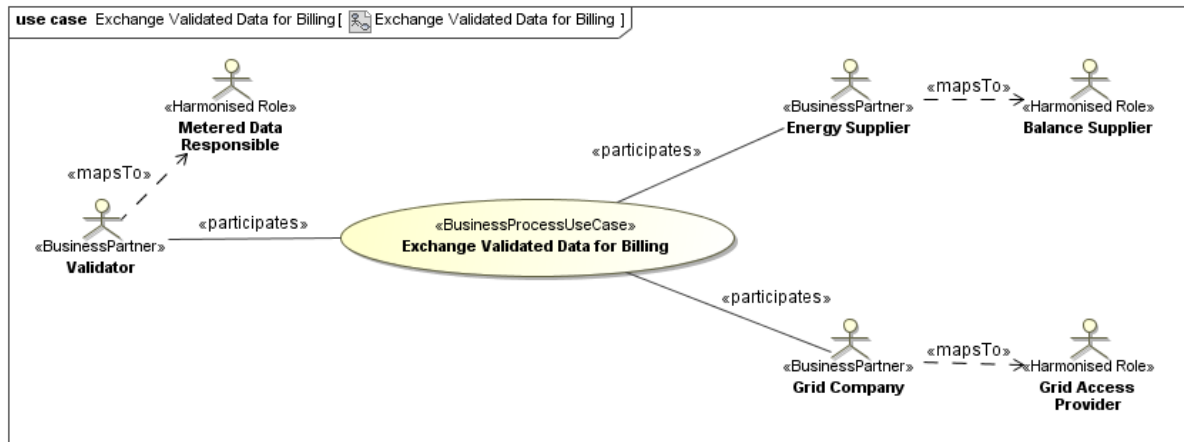 use case Exchange Validated Data for Billing[ Exchange Validated Data for Billing ]
«Harmonised Role»
Metered Data
Responsible
«mapsTo»
«BusinessPartner»
Validator
«participates»
«BusinessProcessUseCase»
Exchange Validated Data for Billing
«participates»
«BusinessPartner»
Energy Supplier
«mapsTo»
«Harmonised Role»
Balance Supplier
«participates»
«BusinessPartner»
Grid Company
«mapsTo»
«Harmonised Role»
Grid Access
Provider